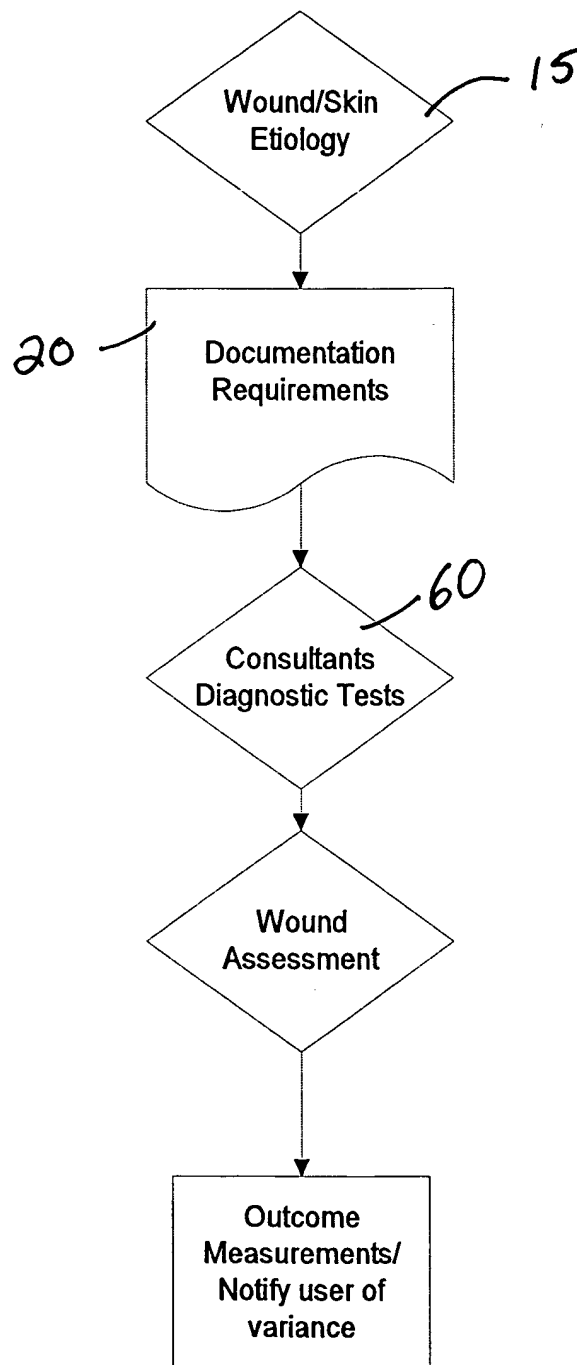 15
Wound/Skin
Etiology
20
Documentation
Requirements
60
Consultants
Diagnostic Tests
Wound
Assessment
Outcome
Measurements/
Notify user of
variance